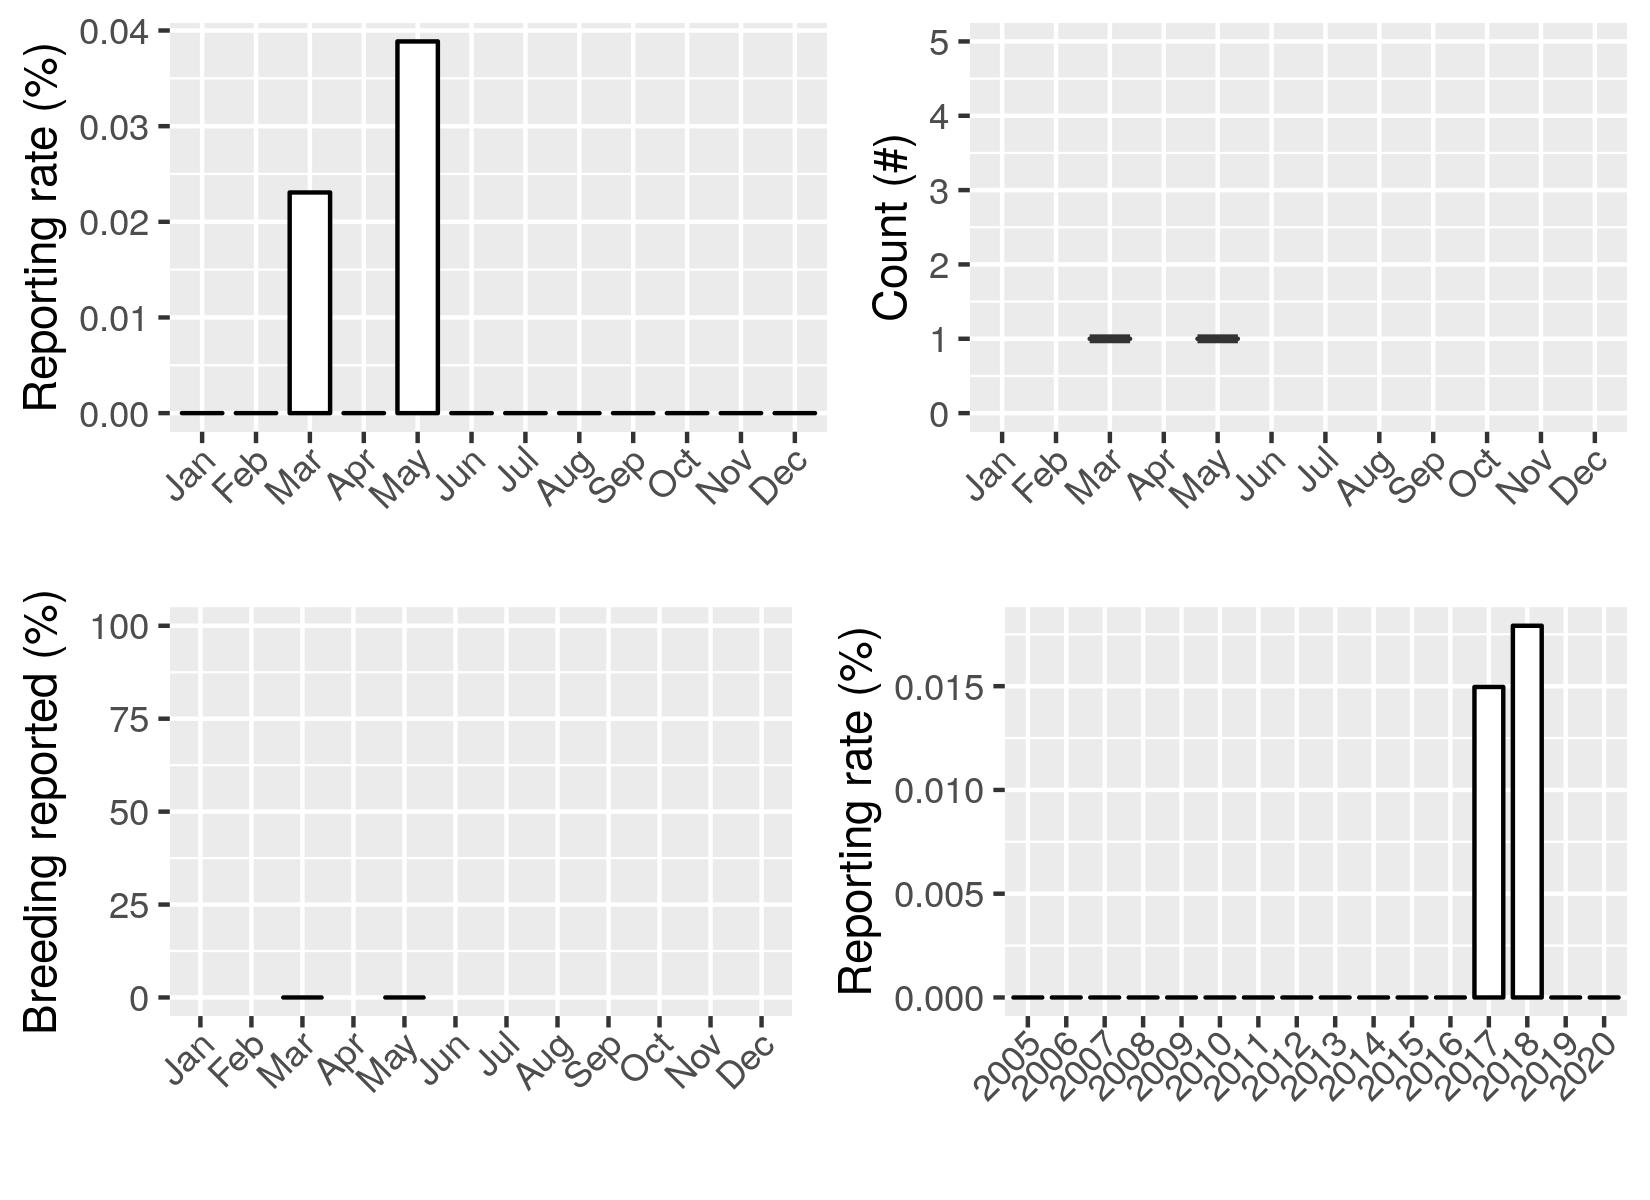 Reporting rate (%)
0.04
0.03
0.02
0.01
0.00
Jan Feb Mar Apr May Jun Jul Aug Sep Oct Nov Dec
Count (#)
5
4
3
2
1
0
Jan Feb Mar Apr May Jun Jul Aug Sep Oct Nov Dec
Breeding reported (%)
100
75
50
25
0
Jan Feb Mar Apr May Jun Jul Aug Sep Oct Nov Dec
Reporting rate (%)
0.015
0.010
0.005
0.000
2005 2006 2007 2008 2009 2010 2011 2012 2013 2014 2015 2016 2017 2018 2019 2020